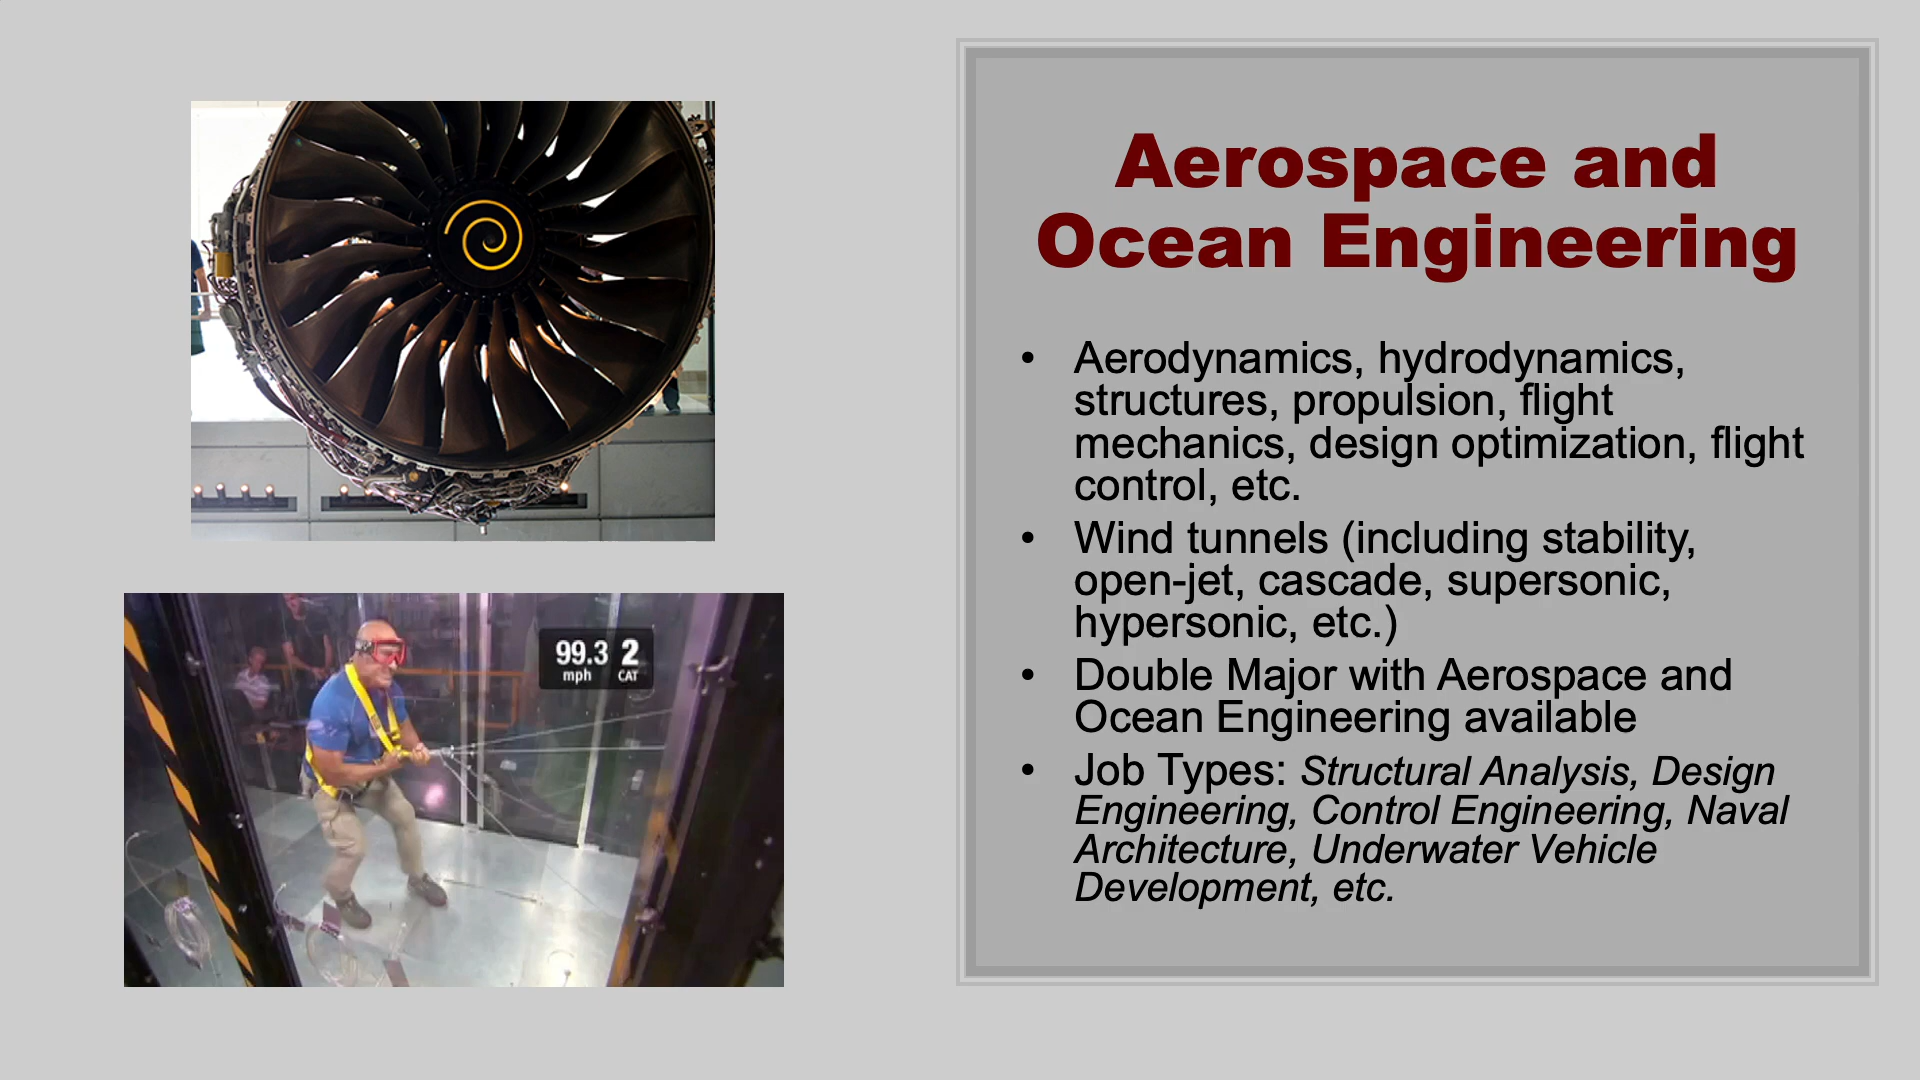 Aerospace and
Ocean Engineering
• Aerodynamics, hydrodynamics,
structures, propulsion, flight
mechanics, design optimization, flight
control, etc.
• Wind tunnels (including stability,
open-jet, cascade, supersonic,
hypersonic, etc.)
• Double Major with Aerospace and
Ocean Engineering available
• Job Types: Structural Analysis, Design
Engineering, Control Engineering, Naval
Architecture, Underwater Vehicle
Development, etc.
99.3 2
mph CAT